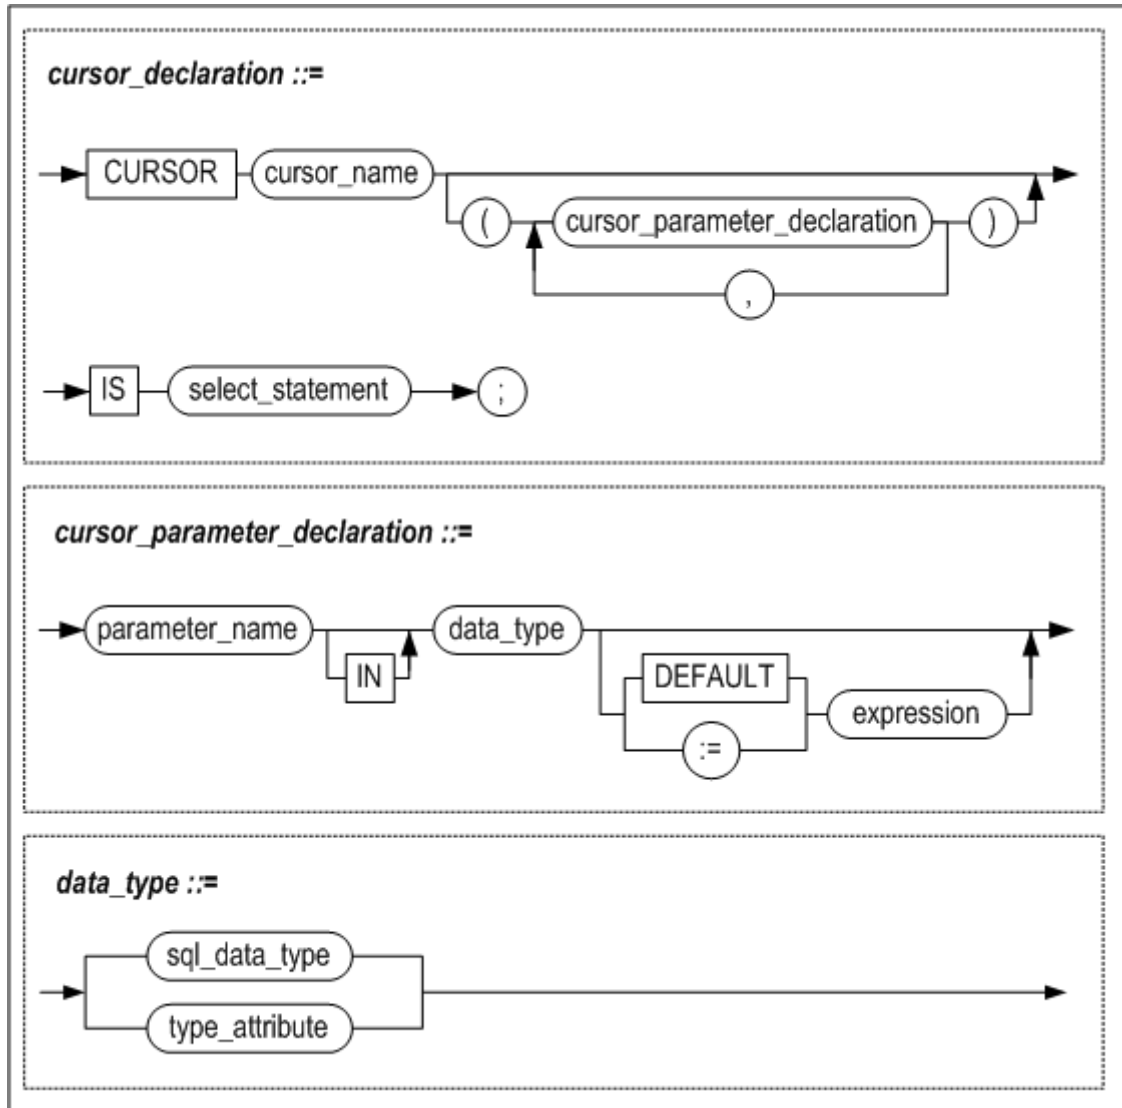 cursor_declaration ::=
CURSOR cursor_name
( cursor_parameter_declaration )
,
IS select_statement ;
cursor_parameter_declaration ::=
parameter_name data_type
IN DEFAULT
:= expression
data_type ::=
sql_data_type
type_attribute